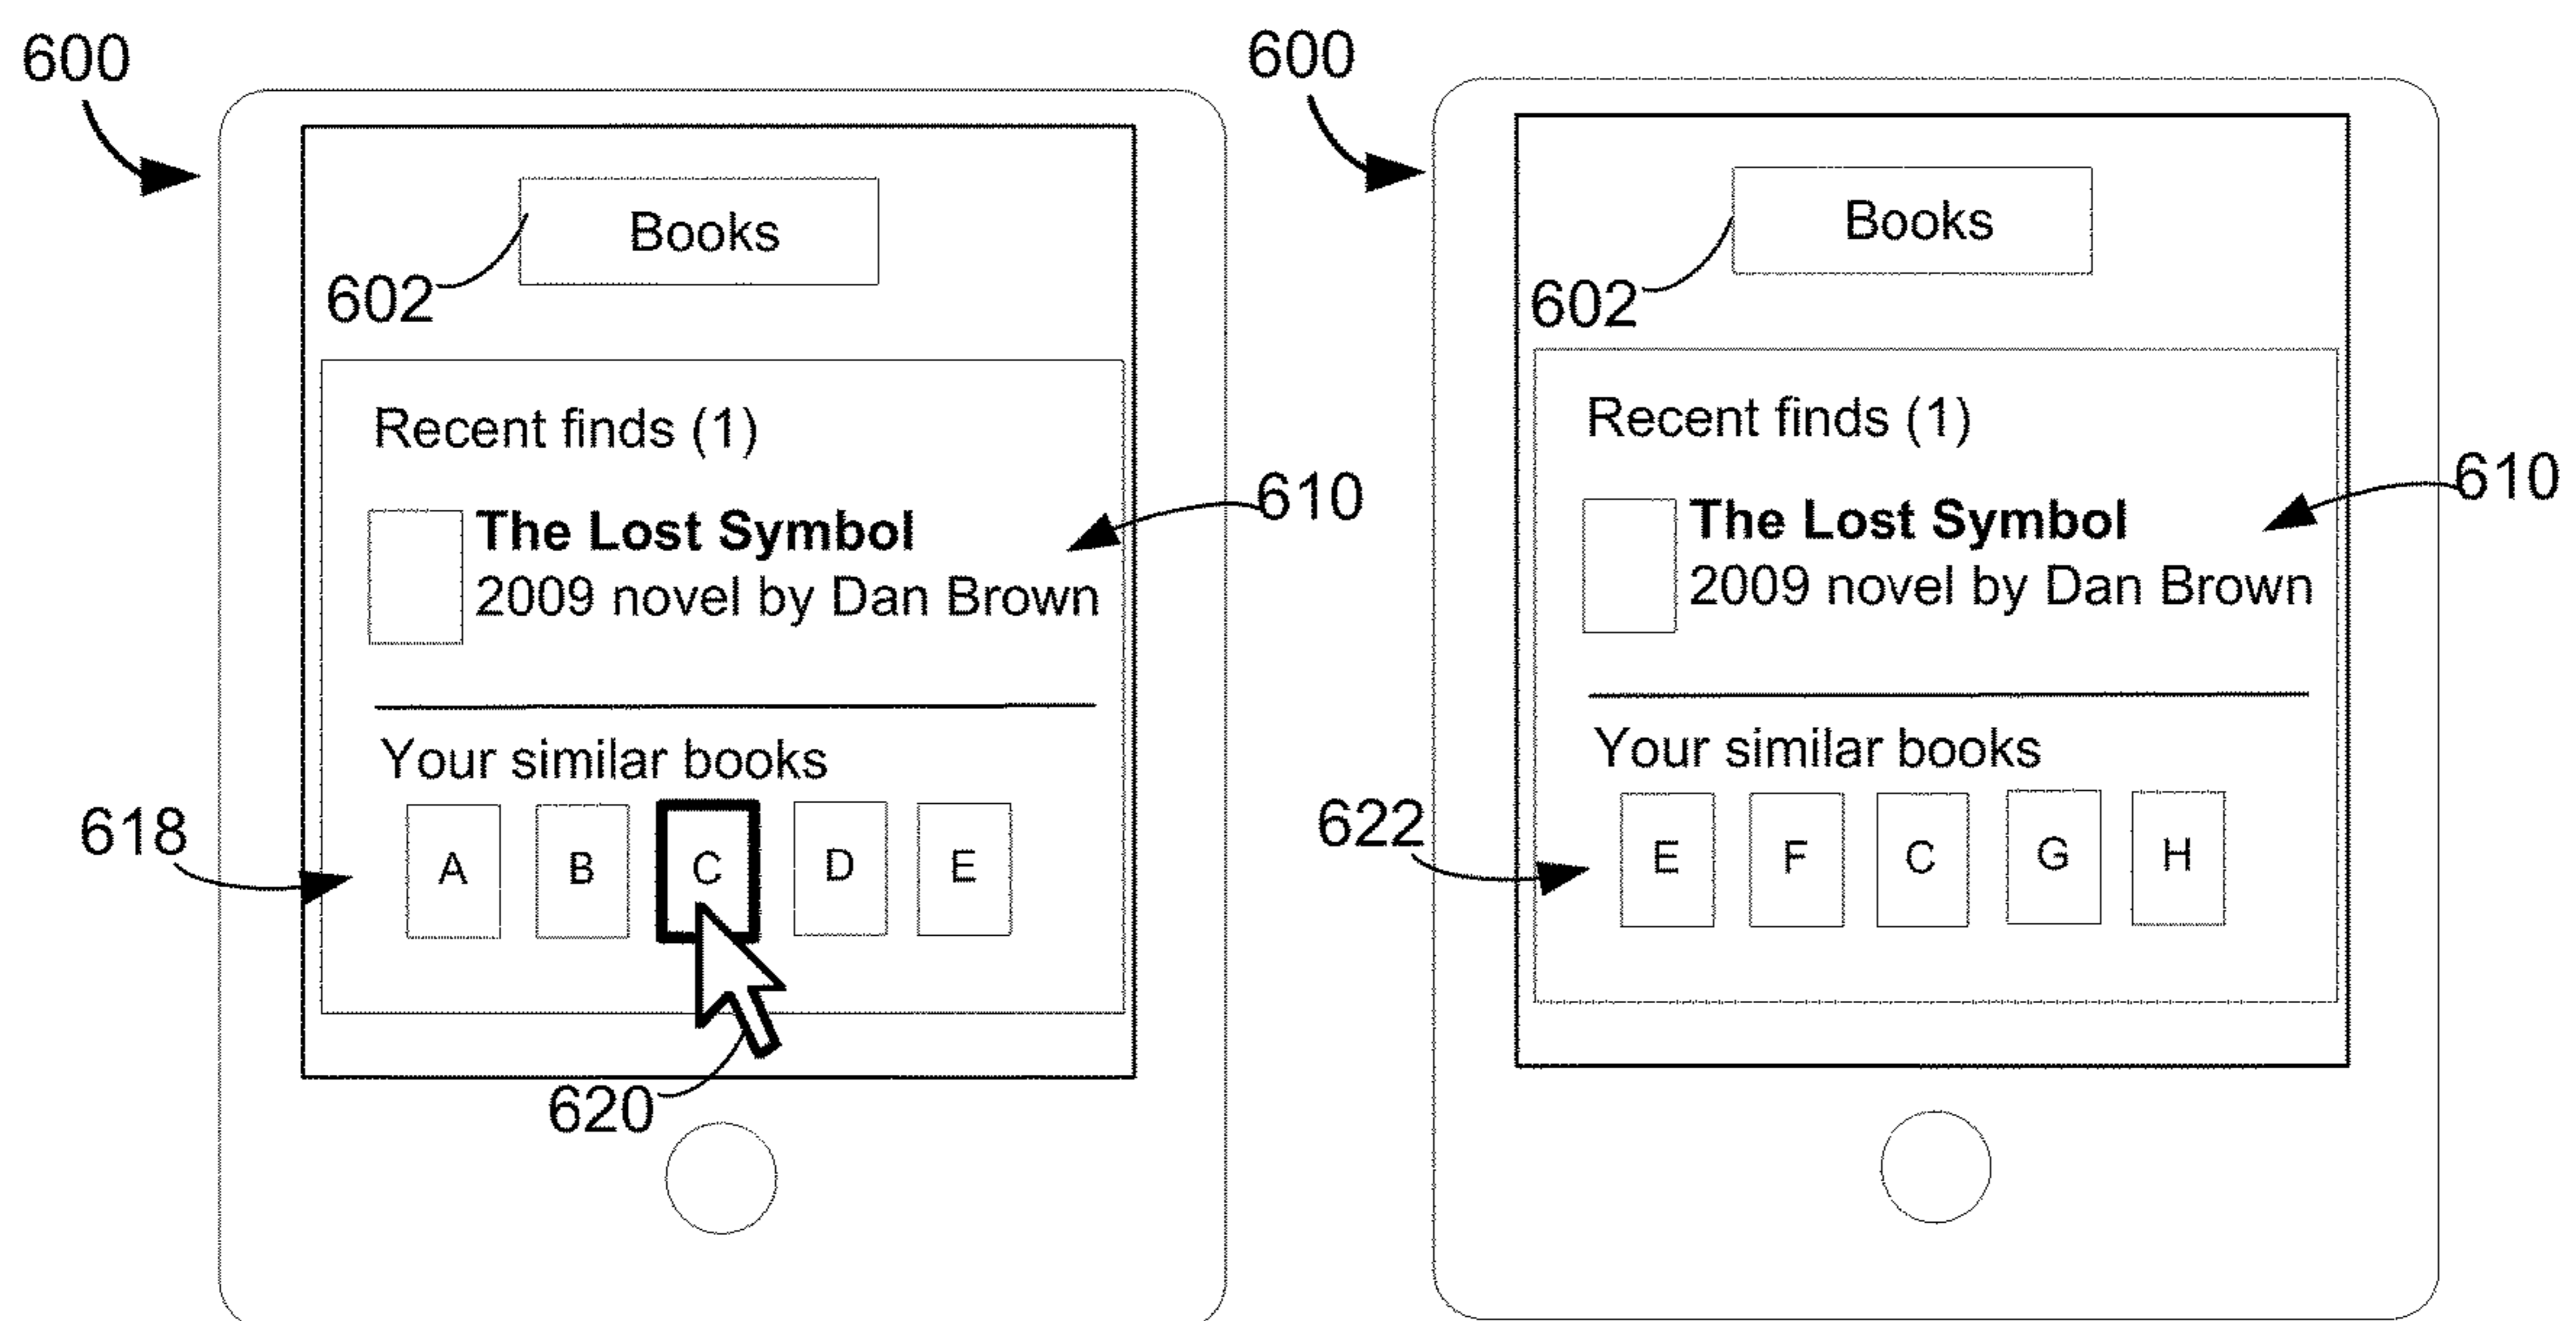 600
Books
602
Recent finds (1)
The Lost Symbol
610
2009 novel by Dan Brown
Your similar books
618
A B C D E
620
600
Books
602
Recent finds (1)
The Lost Symbol
610
2009 novel by Dan Brown
Your similar books
622
E F C G H